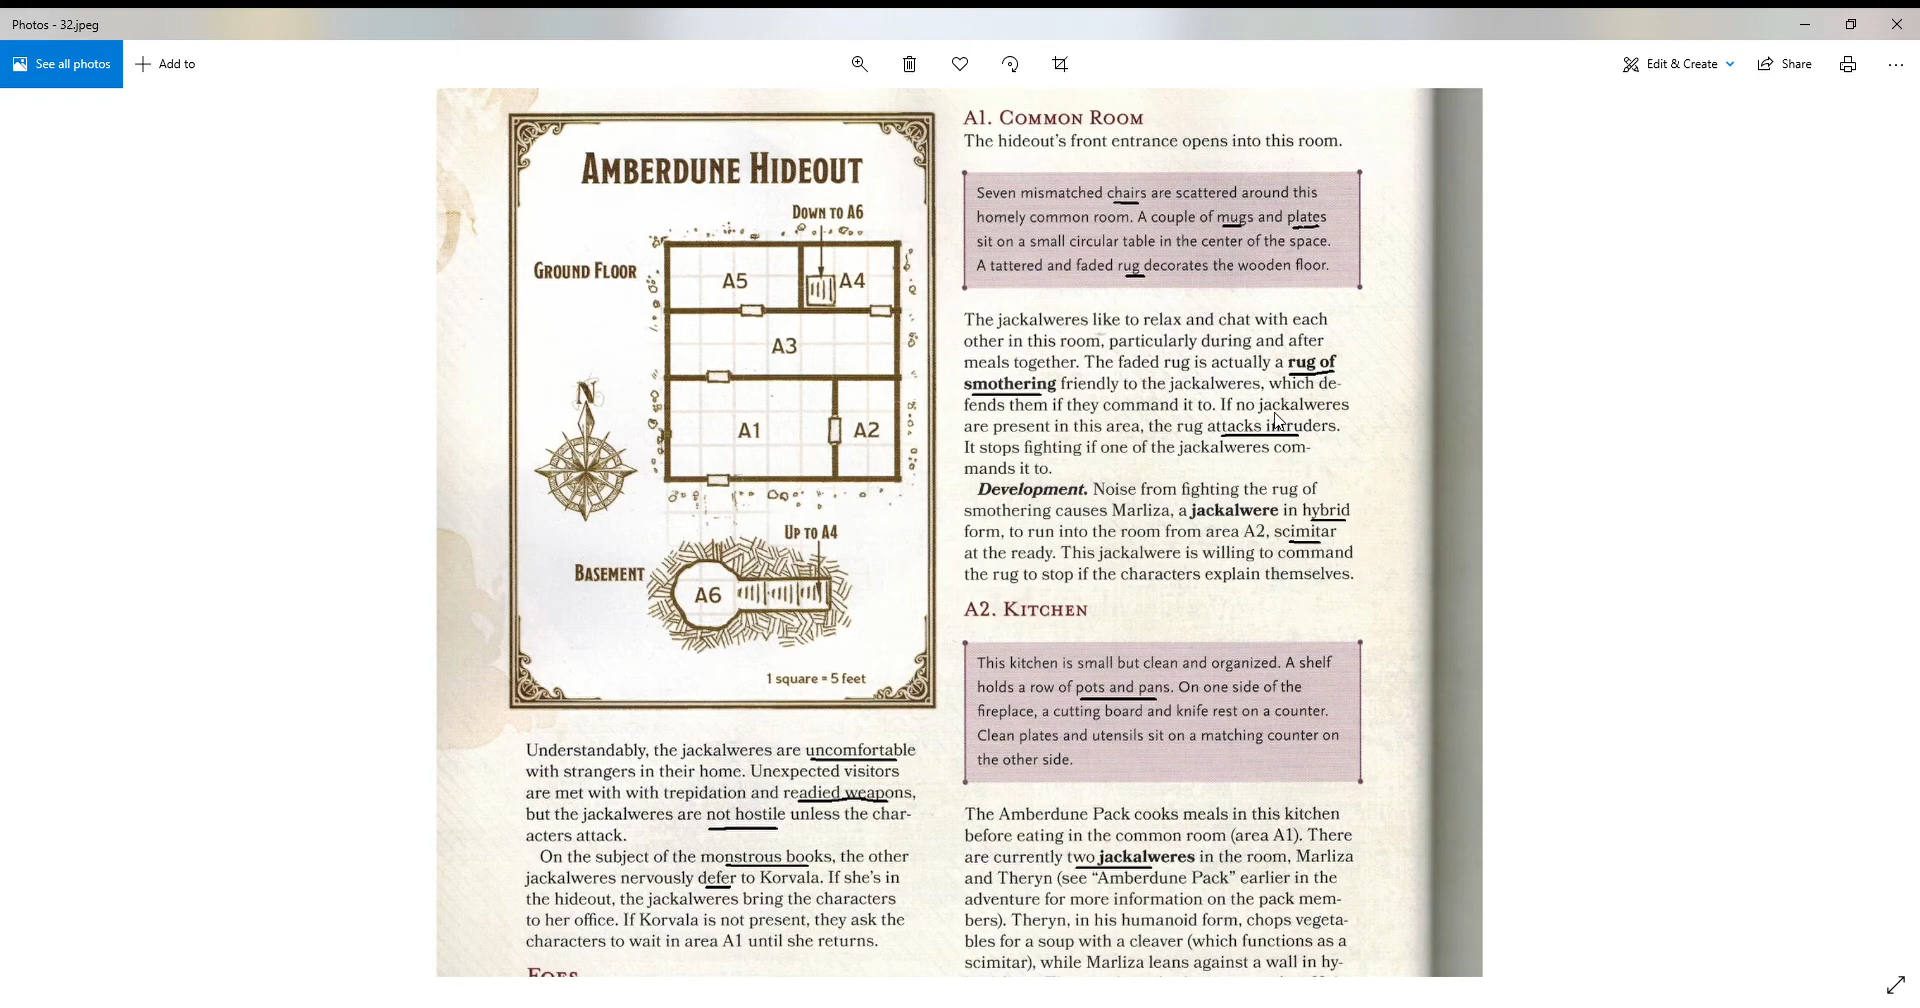 Photos - 32.jpeg
See all photos
Add to
Edit & Create
Share
AMBERDUNE HIDEOUT
DOWN TO A6
GROUND FLOOR
A5
A4
A3
N
A1
A2
UP TO A4
BASEMENT
A6
1 square = 5 feet
Understandably, the jackalweres are uncomfortable
with strangers in their home. Unexpected visitors
are met with with trepidation and readied weapons,
but the jackalweres are not hostile unless the char-
acters attack.
On the subject of the monstrous books, the other
jackalweres nervously defer to Korvala. If she's in
the hideout, the jackalweres bring the characters
to her office. If Korvala is not present, they ask the
characters to wait in area A1 until she returns.
FOES
A1. COMMON ROOM
The hideout's front entrance opens into this room.
Seven mismatched chairs are scattered around this
homely common room. A couple of mugs and plates
sit on a small circular table in the center of the space.
A tattered and faded rug decorates the wooden floor.
The jackalweres like to relax and chat with each
other in this room, particularly during and after
meals together. The faded rug is actually a rug of
smothering friendly to the jackalweres, which de-
fends them if they command it to. If no jackalweres
are present in this area, the rug attacks intruders.
It stops fighting if one of the jackalweres com-
mands it to.
Development. Noise from fighting the rug of
smothering causes Marliza, a jackalwere in hybrid
form, to run into the room from area A2, scimitar
at the ready. This jackalwere is willing to command
the rug to stop if the characters explain themselves.
A2. KITCHEN
This kitchen is small but clean and organized. A shelf
holds a row of pots and pans. On one side of the
fireplace, a cutting board and knife rest on a counter.
Clean plates and utensils sit on a matching counter on
the other side.
The Amberdune Pack cooks meals in this kitchen
before eating in the common room (area A1). There
are currently two jackalweres in the room, Marliza
and Theryn (see "Amberdune Pack" earlier in the
adventure for more information on the pack mem-
bers). Theryn, in his humanoid form, chops vegeta-
bles for a soup with a cleaver (which functions as a
scimitar), while Marliza leans against a wall in hy-